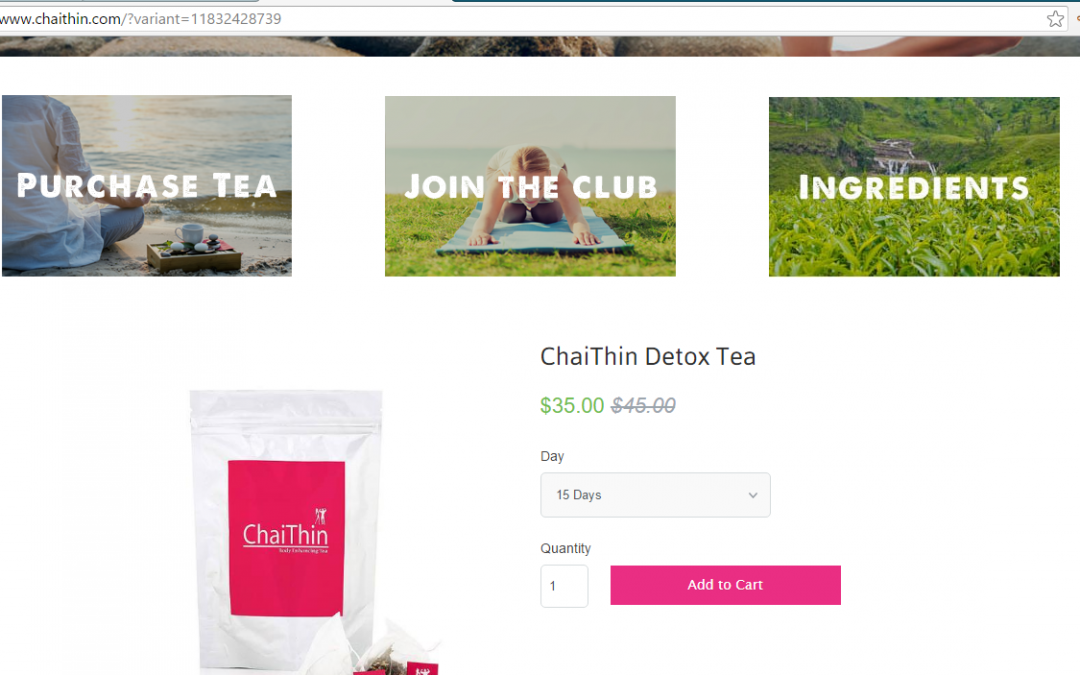 www.chaithin.com/?variant=11832428739
PURCHASE TEA
JOIN THE CLUB
INGREDIENTS
ChaiThin Detox Tea
$35.00 $45.00
Day
15 Days
Quantity
1 Add to Cart
ChaiThin
Body Enhancing Tea